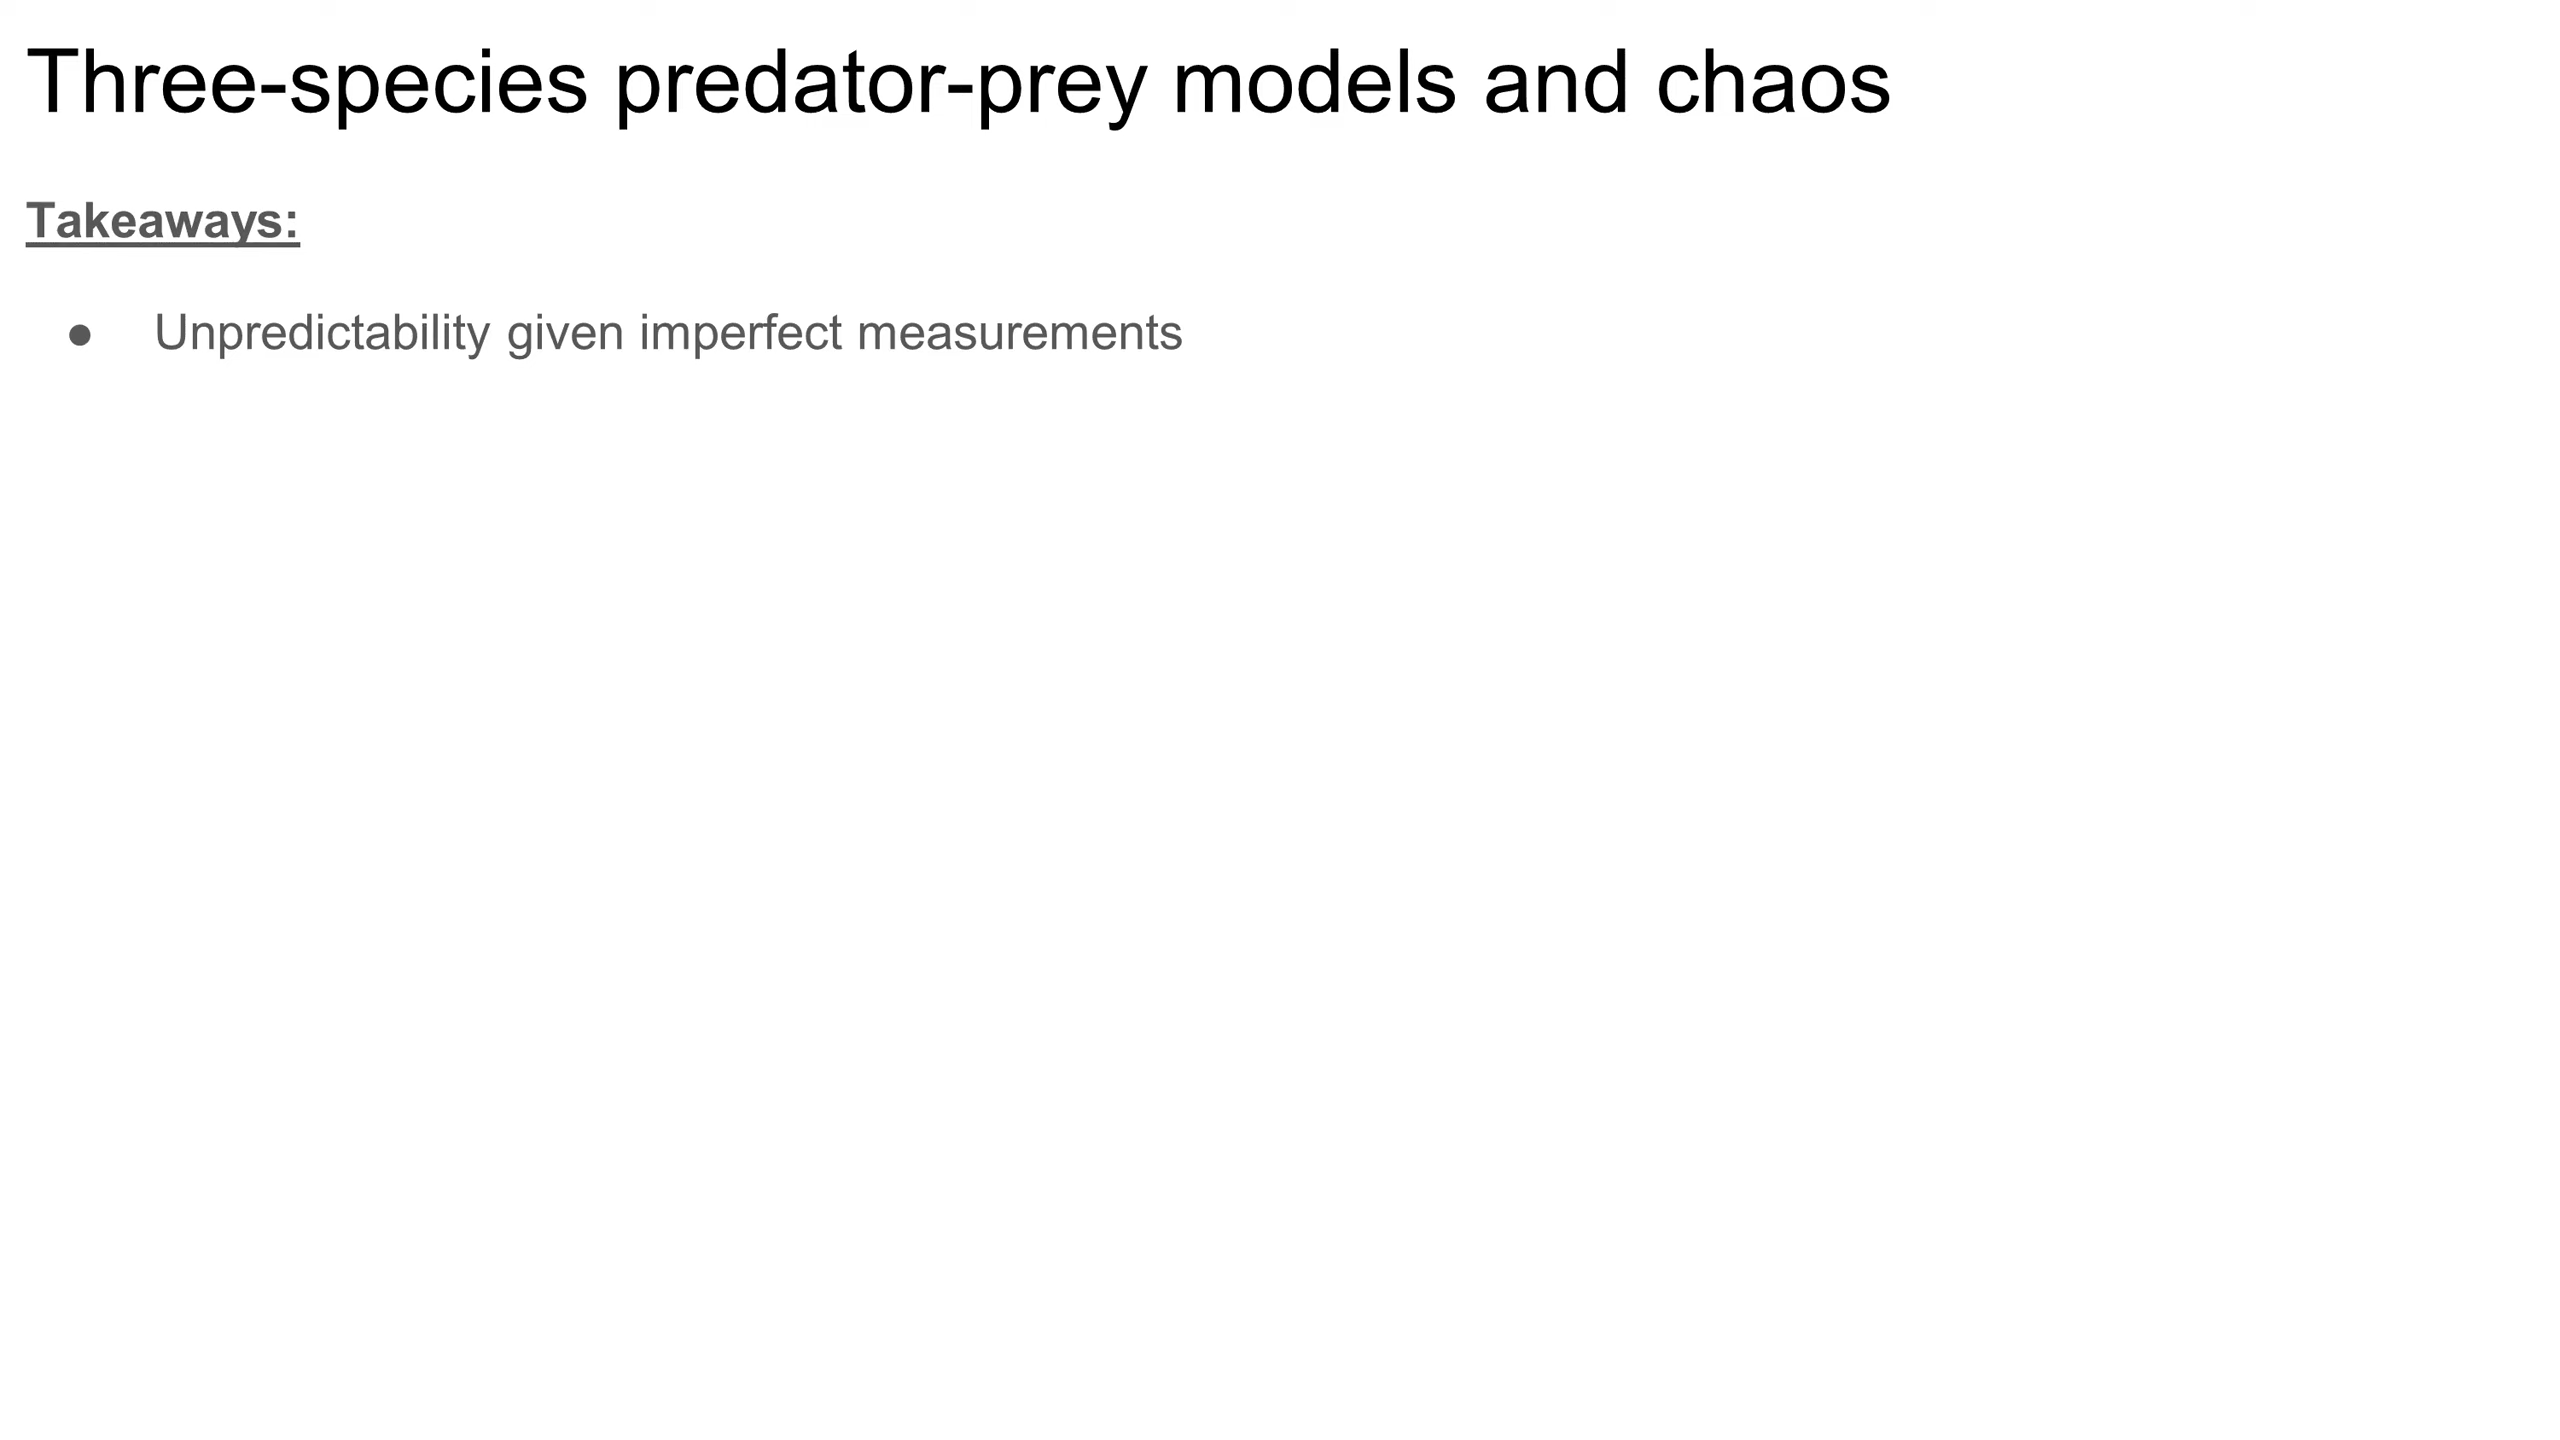 Three-species predator-prey models and chaos
Takeaways:
● Unpredictability given imperfect measurements